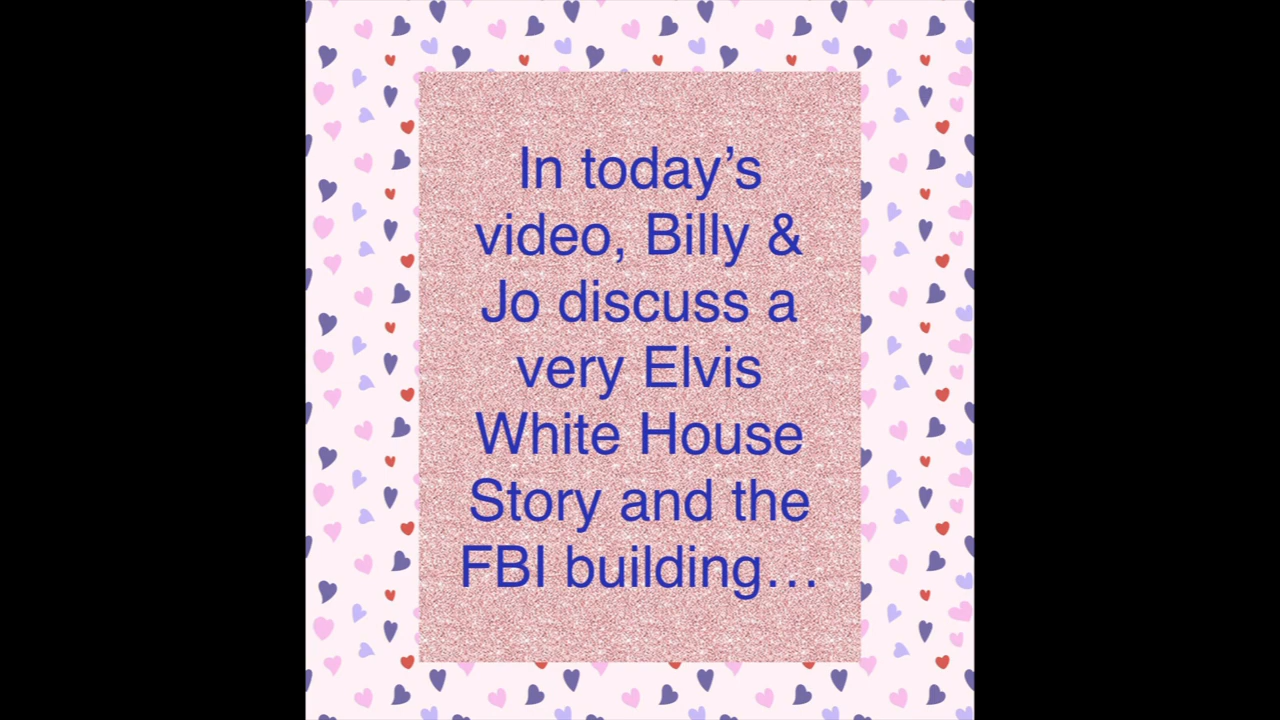 In today’s
video, Billy &
Jo discuss a
very Elvis
White House
Story and the
FBI building…